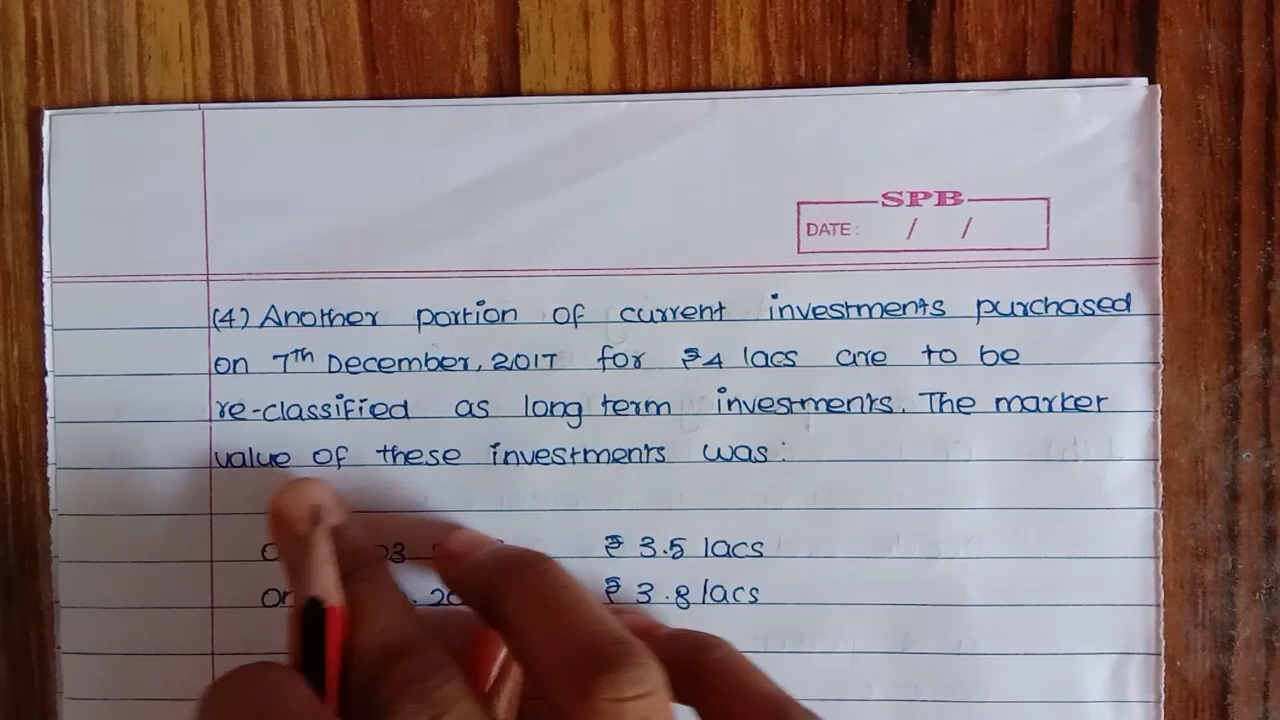 SPB
DATE: / /
(4) Another portion of current investments purchased
on 7th December, 2017 for ₹4 lacs are to be
re-classified as long term investments. The market
value of these investments was:
₹ 3.5 lacs
₹ 3.8 lacs